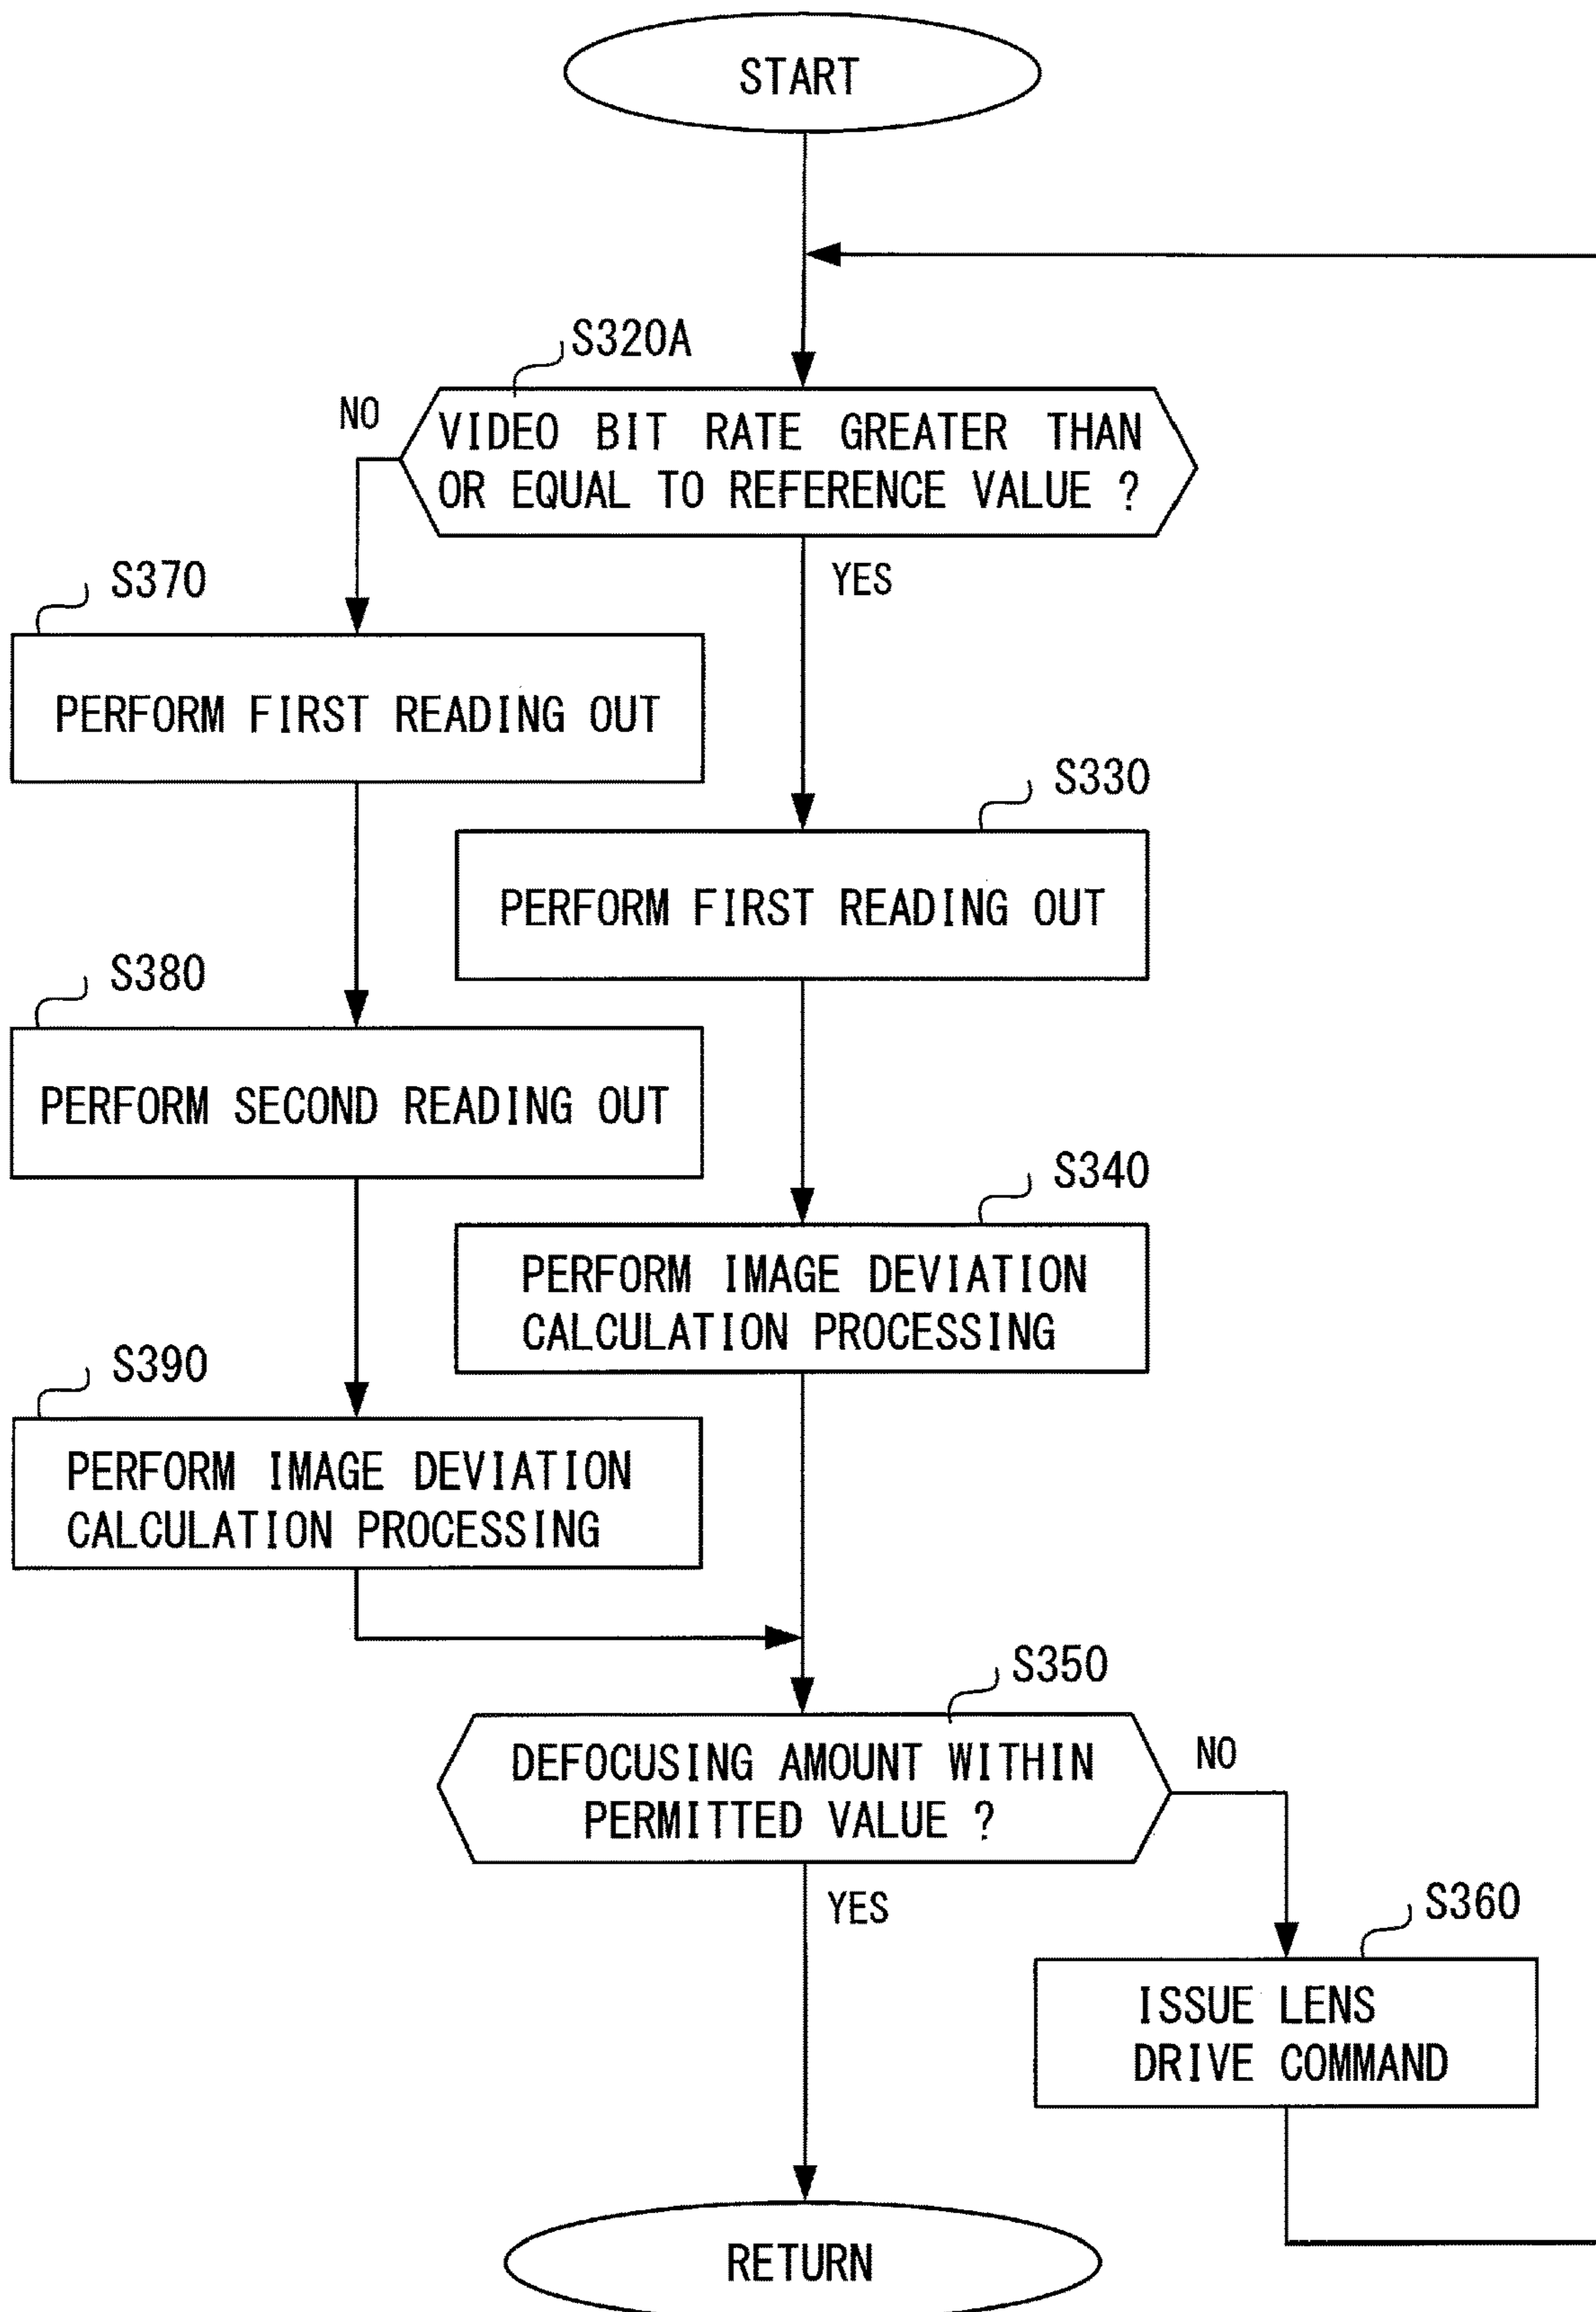 START
S320A
NO
VIDEO BIT RATE GREATER THAN
OR EQUAL TO REFERENCE VALUE ?
YES
S370
PERFORM FIRST READING OUT
S330
PERFORM FIRST READING OUT
S380
PERFORM SECOND READING OUT
S340
PERFORM IMAGE DEVIATION
CALCULATION PROCESSING
S390
PERFORM IMAGE DEVIATION
CALCULATION PROCESSING
S350
DEFOCUSING AMOUNT WITHIN
PERMITTED VALUE ?
NO
YES
S360
ISSUE LENS
DRIVE COMMAND
RETURN